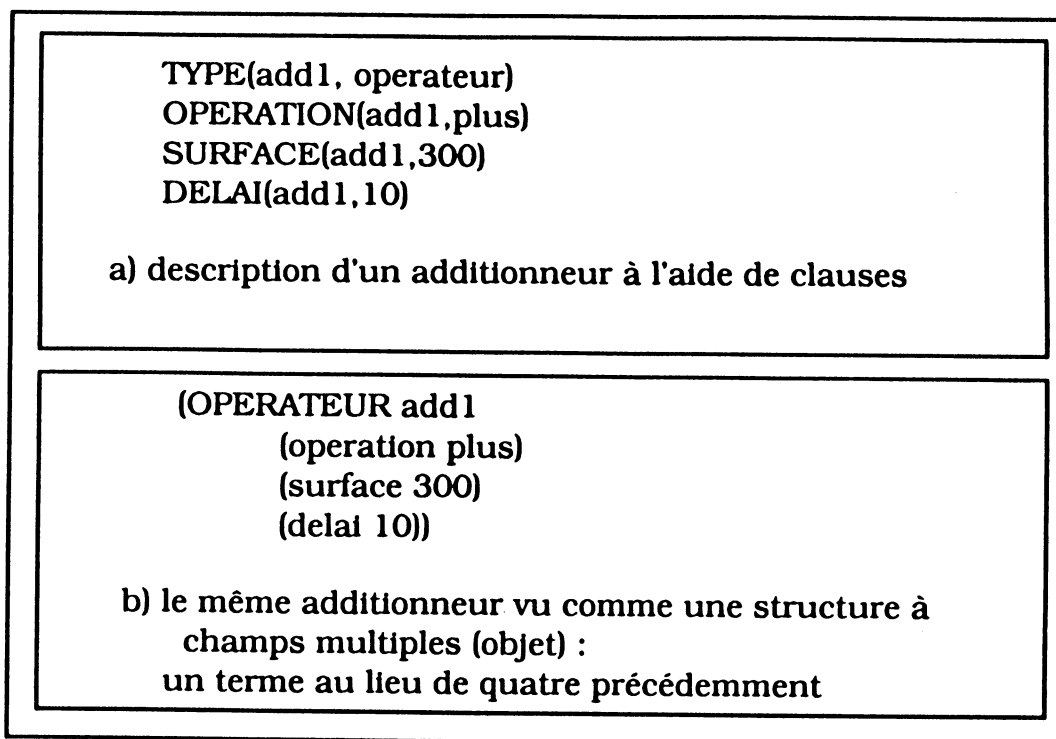 TYPE(add1, operateur)
OPERATION(add1,plus)
SURFACE(add1,300)
DELAI(add1,10)
a) description d'un additionneur à l'aide de clauses
(OPERATEUR add1
(operation plus)
(surface 300)
(delai 10))
b) le même additionneur vu comme une structure à
champs multiples (objet) :
un terme au lieu de quatre précédemment